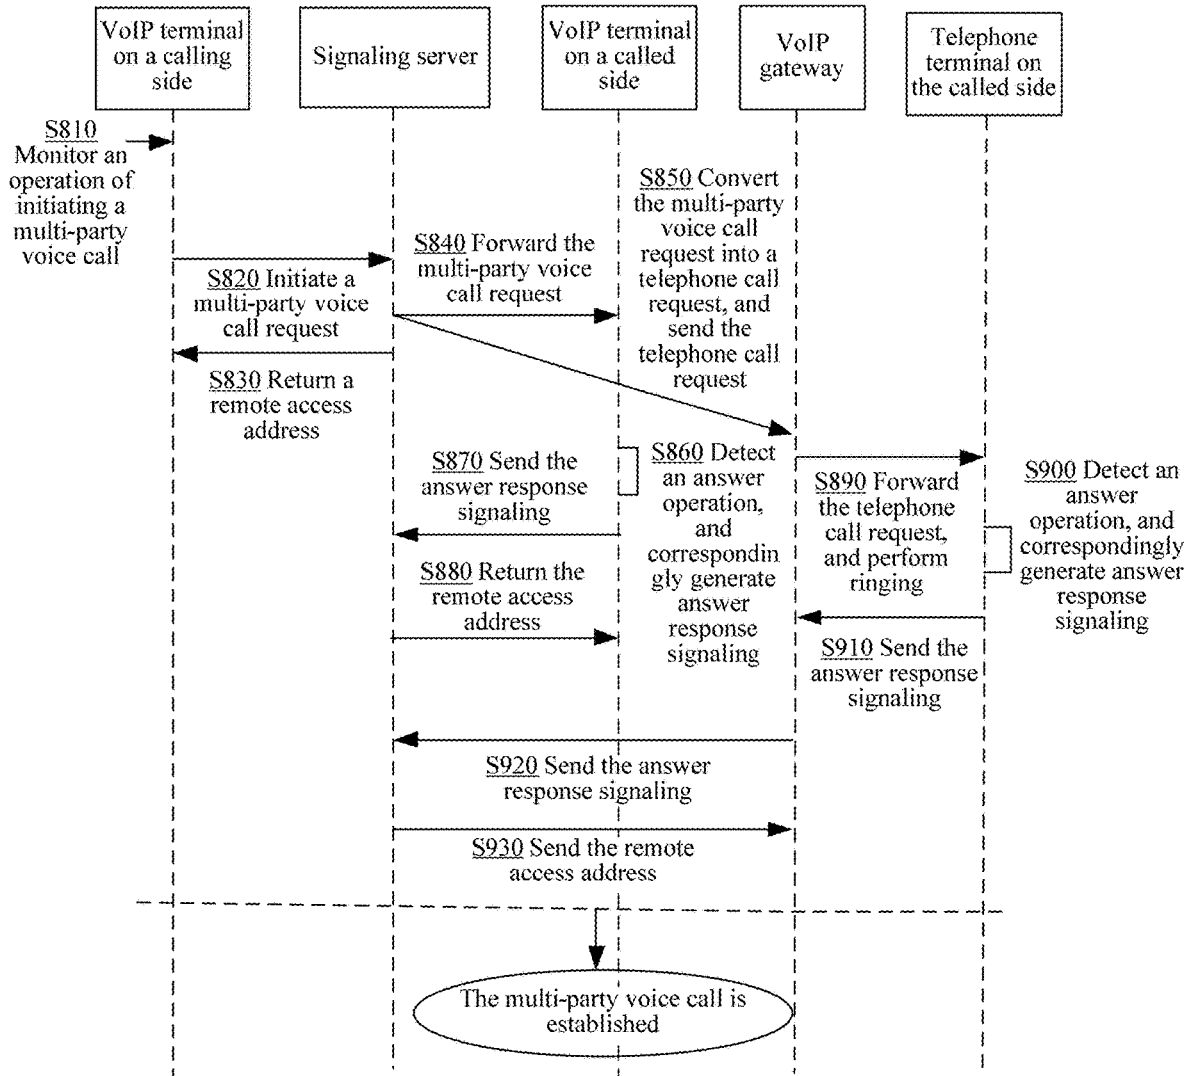 VoIP terminal
on a calling
side
Signaling server
VoIP terminal
on a called
side
VoIP
gateway
Telephone
terminal on
the called side
S810
Monitor an
operation of
initiating a
multi-party
voice call
S820 Initiate a
multi-party voice
call request
S830 Return a
remote access
address
S840 Forward the
multi-party voice
call request
S850 Convert
the multi-party
voice call
request into a
telephone call
request, and
send the
telephone call
request
S860 Detect
an answer
operation,
and
correspondin
gly generate
answer
response
signaling
S870 Send the
answer response
signaling
S880 Return the
remote access
address
S890 Forward
the telephone
call request,
and perform
ringing
S900 Detect an
answer
operation, and
correspondingly
generate answer
response
signaling
S910 Send the
answer response
signaling
S920 Send the answer
response signaling
S930 Send the remote
access address
The multi-party voice call is
established